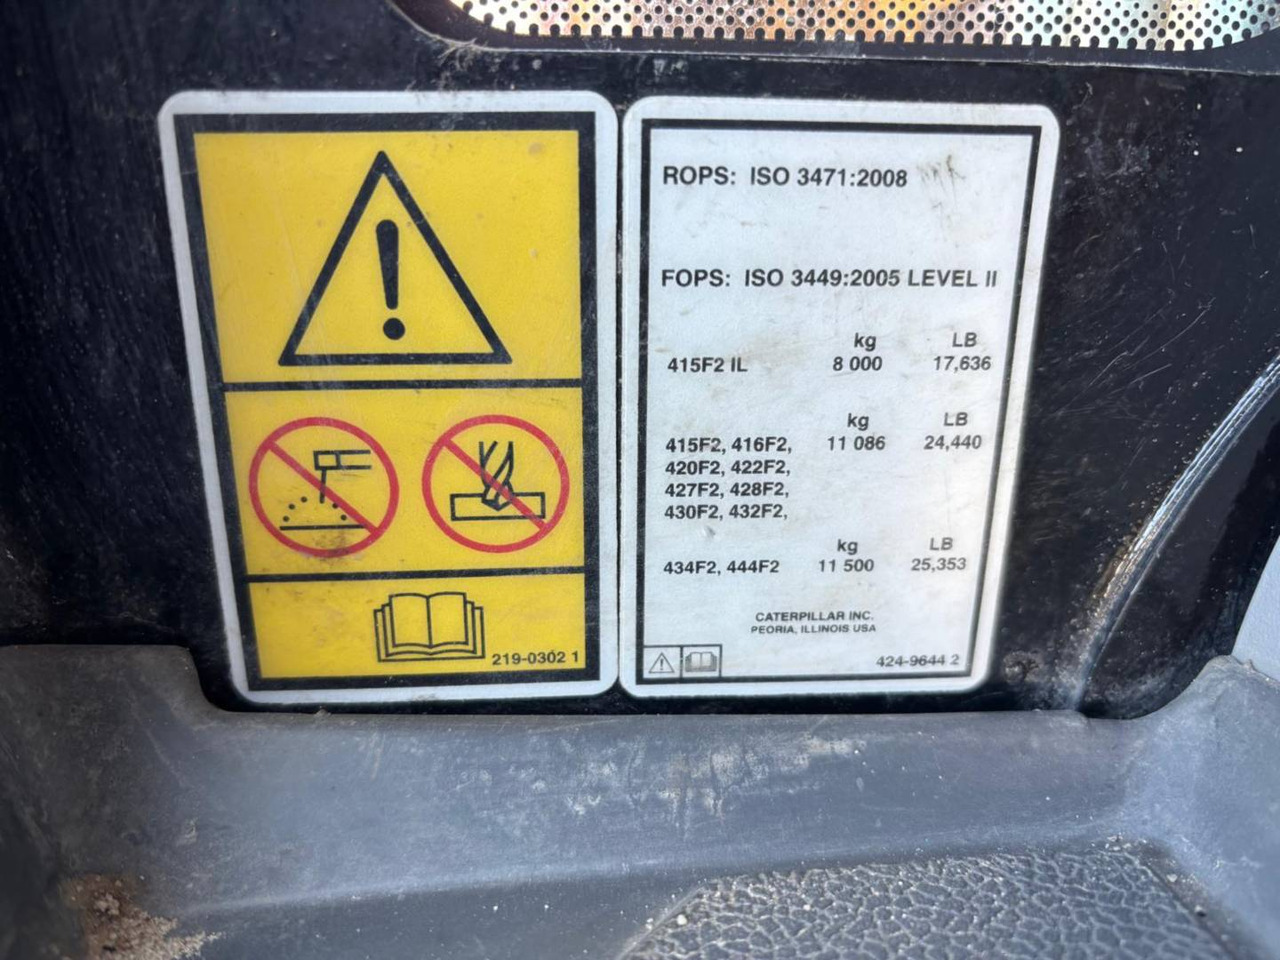 219-0302 1
ROPS: ISO 3471:2008
FOPS: ISO 3449:2005 LEVEL II
kg LB
415F2 IL 8 000 17,636
kg LB
415F2, 416F2, 11 086 24,440
420F2, 422F2,
427F2, 428F2,
430F2, 432F2,
kg LB
434F2, 444F2 11 500 25,353
CATERPILLAR INC.
PEORIA, ILLINOIS USA
424-9644 2